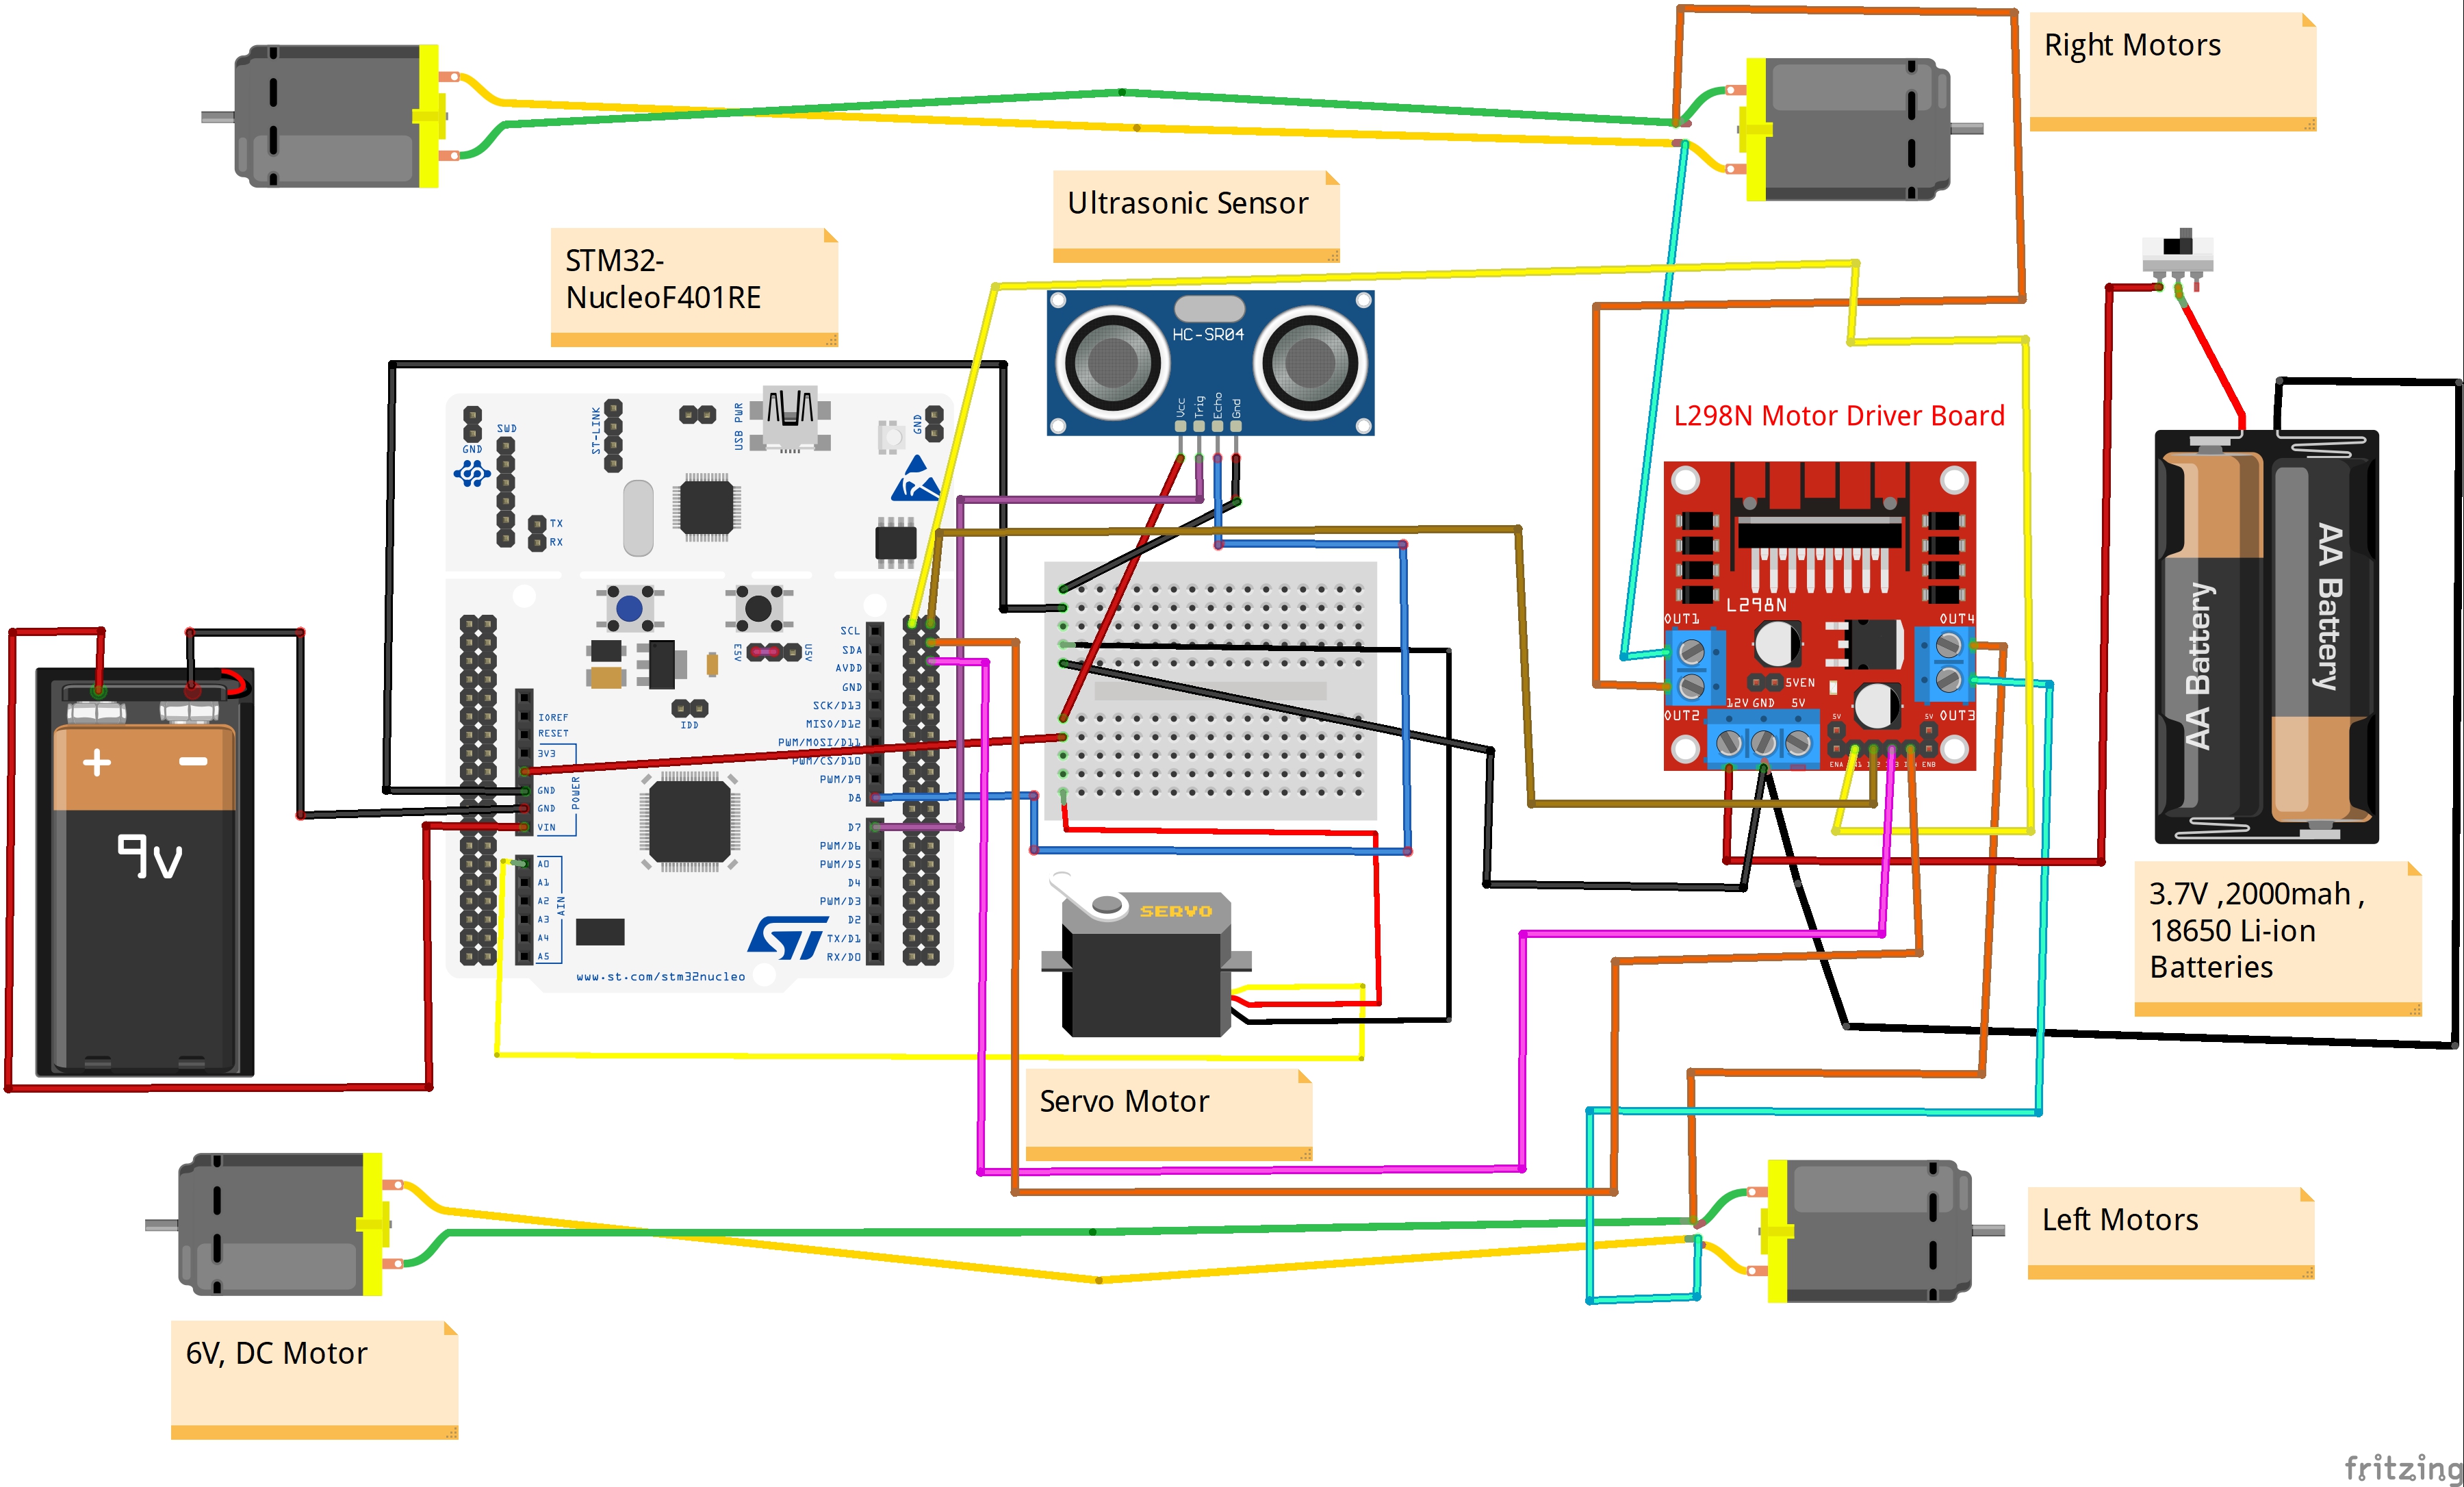 Right Motors
Ultrasonic Sensor
STM32-
NucleoF401RE
HC-SR04
Vcc
Trig
Echo
Gnd
L298N Motor Driver Board
GND
SWD
ST-LINK
USB PWR
GND
TX
RX
E5V
U5V
IDD
IOREF
RESET
3V3
GND
GND
VIN
POWER
A0
A1
A2
A3
A4
A5
AIN
SCL
SDA
AVDD
GND
SCK/D13
MISO/D12
PWM/MOSI/D11
PWM/CS/D10
PWM/D9
D8
D7
PWM/D6
PWM/D5
D4
PWM/D3
D2
TX/D1
RX/D0
ST
www.st.com/stm32nucleo
+
-
9V
L298N
OUT1
OUT4
5VEN
OUT2
12V GND 5V
5V
5V
OUT3
ENA
ENB
AA Battery
AA Battery
SERVO
3.7V ,2000mah ,
18650 Li-ion
Batteries
Servo Motor
Left Motors
6V, DC Motor
fritzing